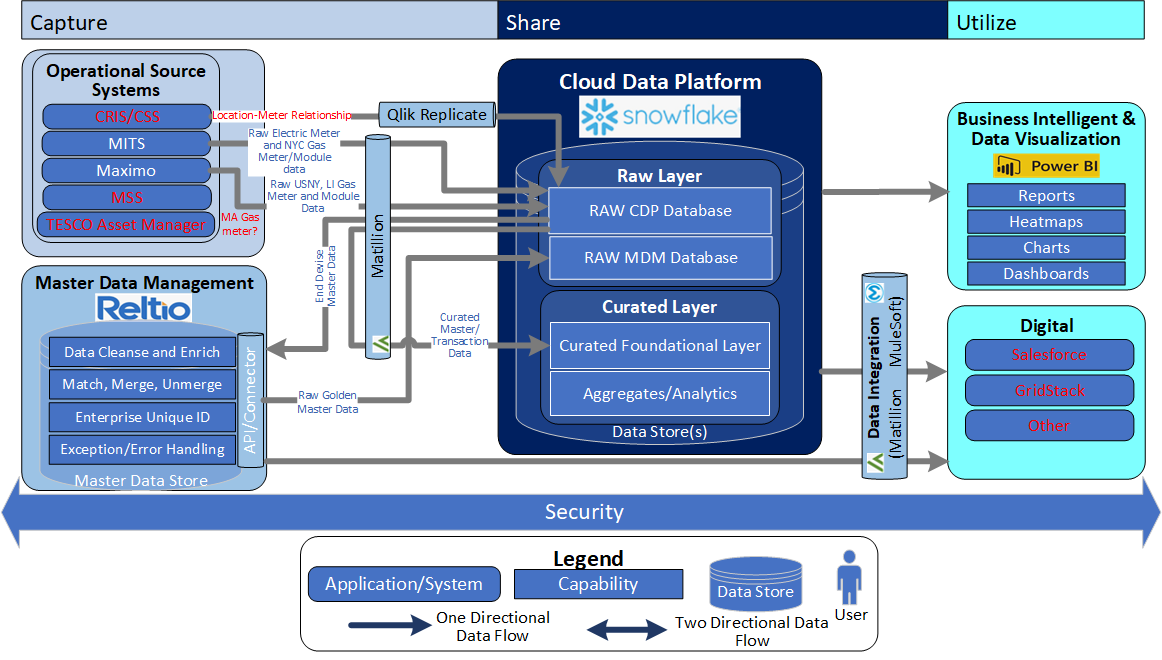 Capture
Share
Utilize
Operational Source
Systems
CRIS/CSS
MITS
Maximo
MSS
TESCO Asset Manager
Location-Meter Relationship
Raw Electric Meter
and NYC Gas
Meter/Module
data
Raw USNY, LI Gas
Meter and Module
Data
MA Gas
meter?
Qlik Replicate
Matillion
End Devise
Master Data
Master Data Management
Reltio
Data Cleanse and Enrich
Match, Merge, Unmerge
Enterprise Unique ID
Exception/Error Handling
Master Data Store
API/Connector
Raw Golden
Master Data
Curated
Master/
Transaction
Data
Cloud Data Platform
snowflake
Raw Layer
RAW CDP Database
RAW MDM Database
Curated Layer
Curated Foundational Layer
Aggregates/Analytics
Data Store(s)
Business Intelligent &
Data Visualization
Power BI
Reports
Heatmaps
Charts
Dashboards
Data Integration
(Matillion MuleSoft)
Digital
Salesforce
GridStack
Other
Security
Legend
Application/System
Capability
Data Store
User
One Directional
Data Flow
Two Directional Data
Flow